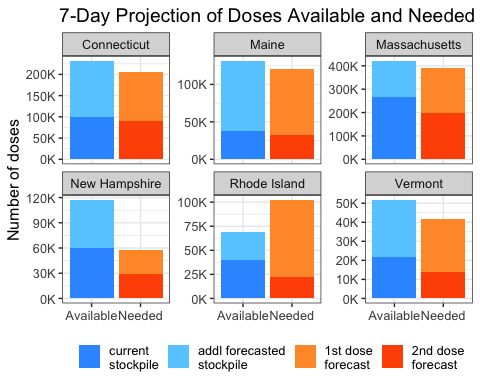 7-Day Projection of Doses Available and Needed
Connecticut Maine Massachusetts
200K
150K
100K
50K
0K
100K
50K
0K
400K
300K
200K
100K
0K
Number of doses
New Hampshire Rhode Island Vermont
120K
90K
60K
30K
0K
100K
75K
50K
25K
0K
50K
40K
30K
20K
10K
0K
Available Needed Available Needed Available Needed
current stockpile
addl forecasted stockpile
1st dose forecast
2nd dose forecast